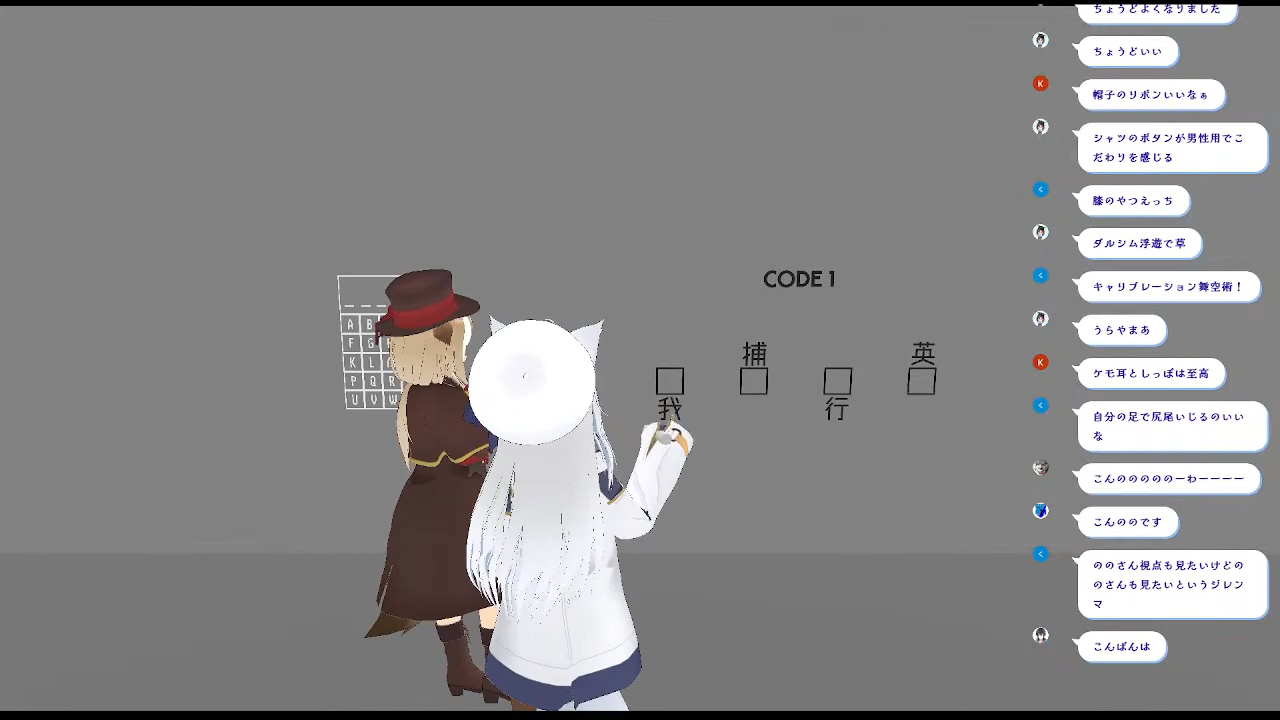 CODE 1
捕
英
我
行
A B
F G
K L
P Q R
U V W
ちょうどよくなりました
ちょうどいい
K
帽子のリボンいいなぁ
シャツのボタンが男性用でこ
だわりを感じる
く
膝のやつえっち
ダルシム浮遊で草
く
キャリブレーション舞空術！
うらやまあ
K
ケモ耳としっぽは至高
く
自分の足で尻尾いじるのいい
な
こんのののののーわーーーー
こんののです
く
ののさん視点も見たいけどの
のさんも見たいというジレン
マ
こんばんは